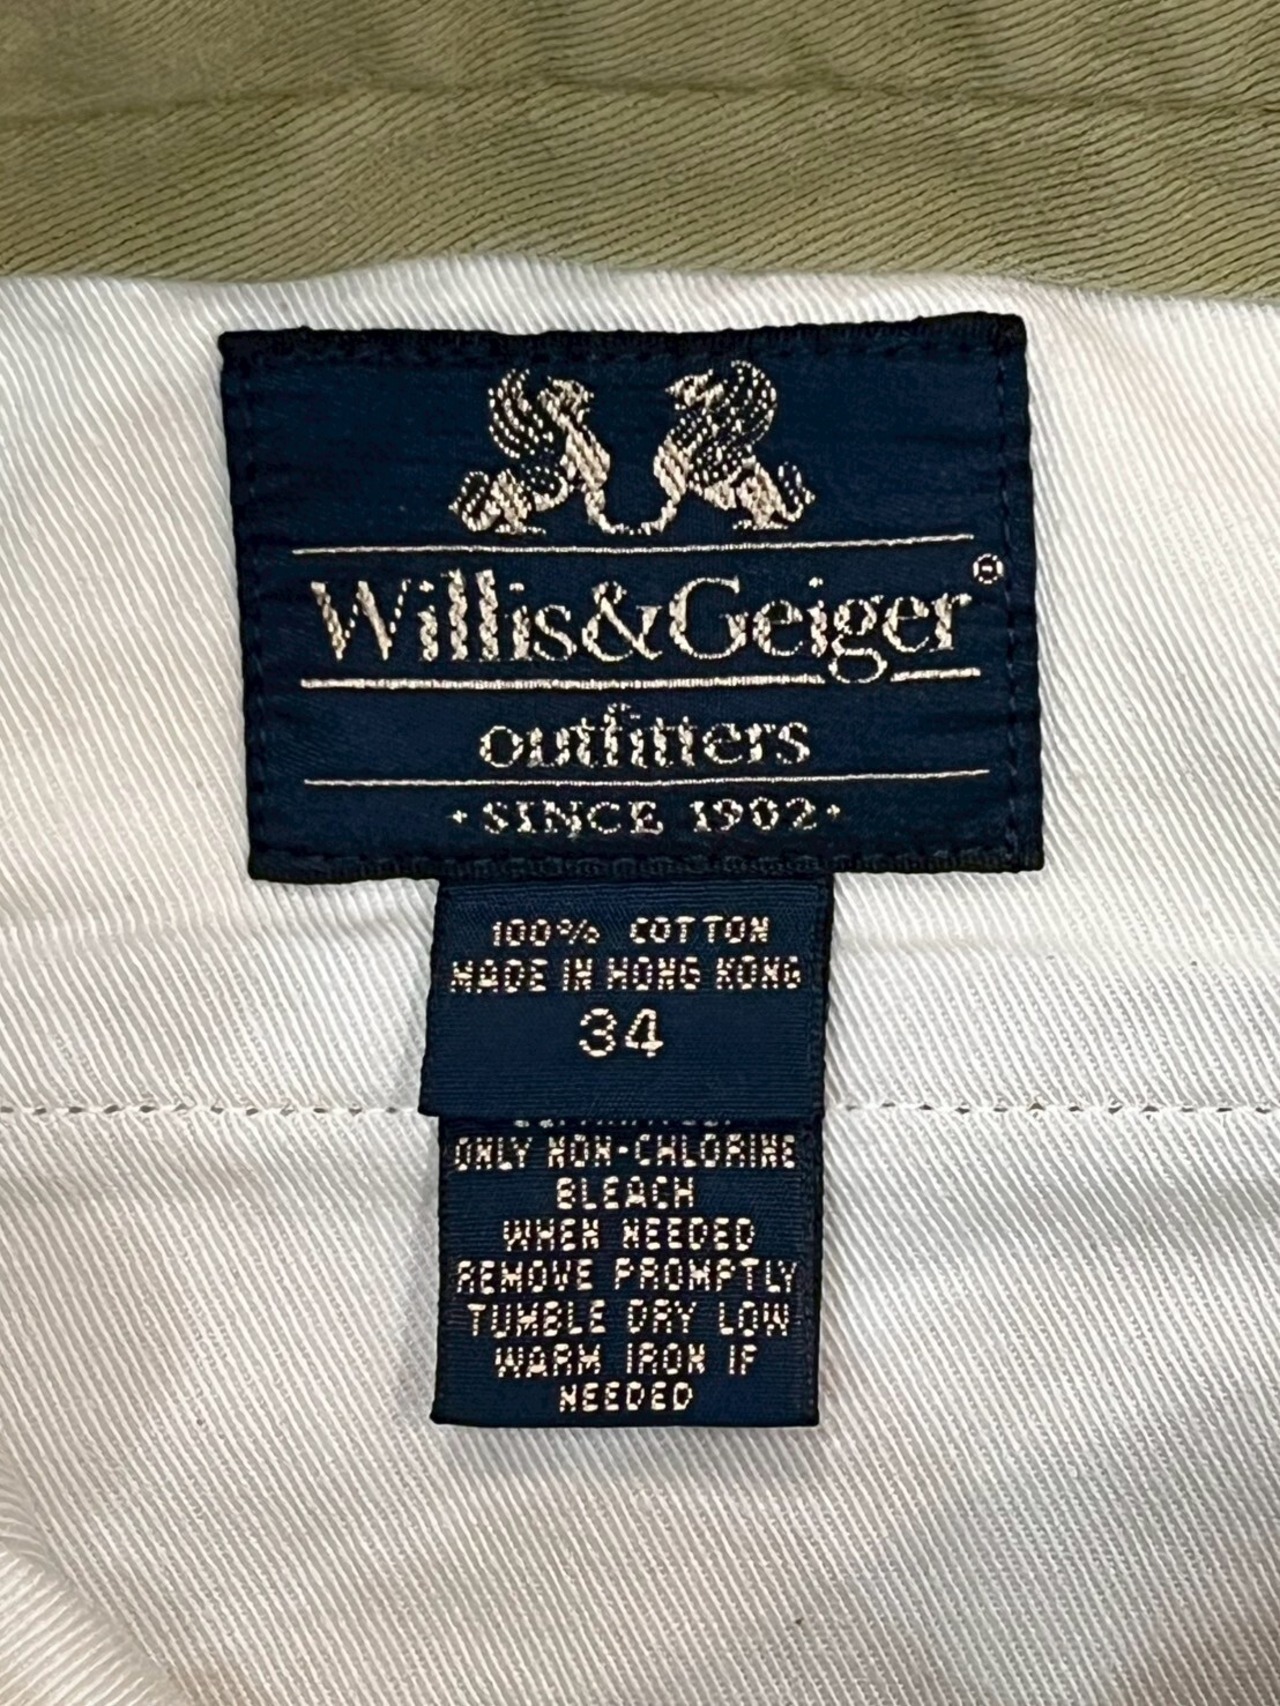 Willis&Geiger®
outfitters
·SINCE 1902·
100% COTTON
MADE IN HONG KONG
34
ONLY NON-CHLORINE
BLEACH
WHEN NEEDED
REMOVE PROMPTLY
TUMBLE DRY LOW
WARM IRON IF
NEEDED